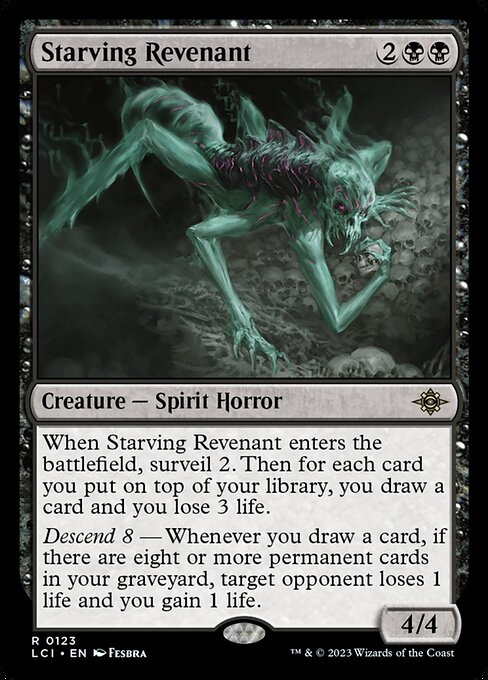 Starving Revenant 2
Creature — Spirit Horror
When Starving Revenant enters the
battlefield, surveil 2. Then for each card
you put on top of your library, you draw a
card and you lose 3 life.
Descend 8 — Whenever you draw a card, if
there are eight or more permanent cards
in your graveyard, target opponent loses 1
life and you gain 1 life.
4/4
R 0123
LCI • EN Fesbra
™ & © 2023 Wizards of the Coast